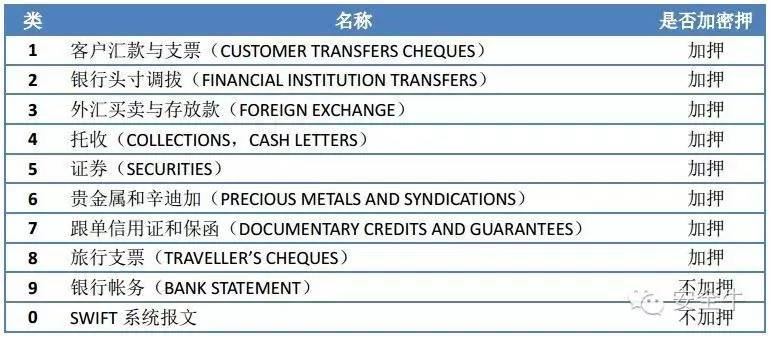 类 名称 是否加密押
1 客户汇款与支票（CUSTOMER TRANSFERS CHEQUES） 加押
2 银行头寸调拔（FINANCIAL INSTITUTION TRANSFERS） 加押
3 外汇买卖与存放款（FOREIGN EXCHANGE） 加押
4 托收（COLLECTIONS，CASH LETTERS） 加押
5 证券（SECURITIES） 加押
6 贵金属和辛迪加（PRECIOUS METALS AND SYNDICATIONS） 加押
7 跟单信用证和保函（DOCUMENTARY CREDITS AND GUARANTEES） 加押
8 旅行支票（TRAVELLER’S CHEQUES） 加押
9 银行帐务（BANK STATEMENT） 不加押
安全牛
0 SWIFT 系统报文 不加押